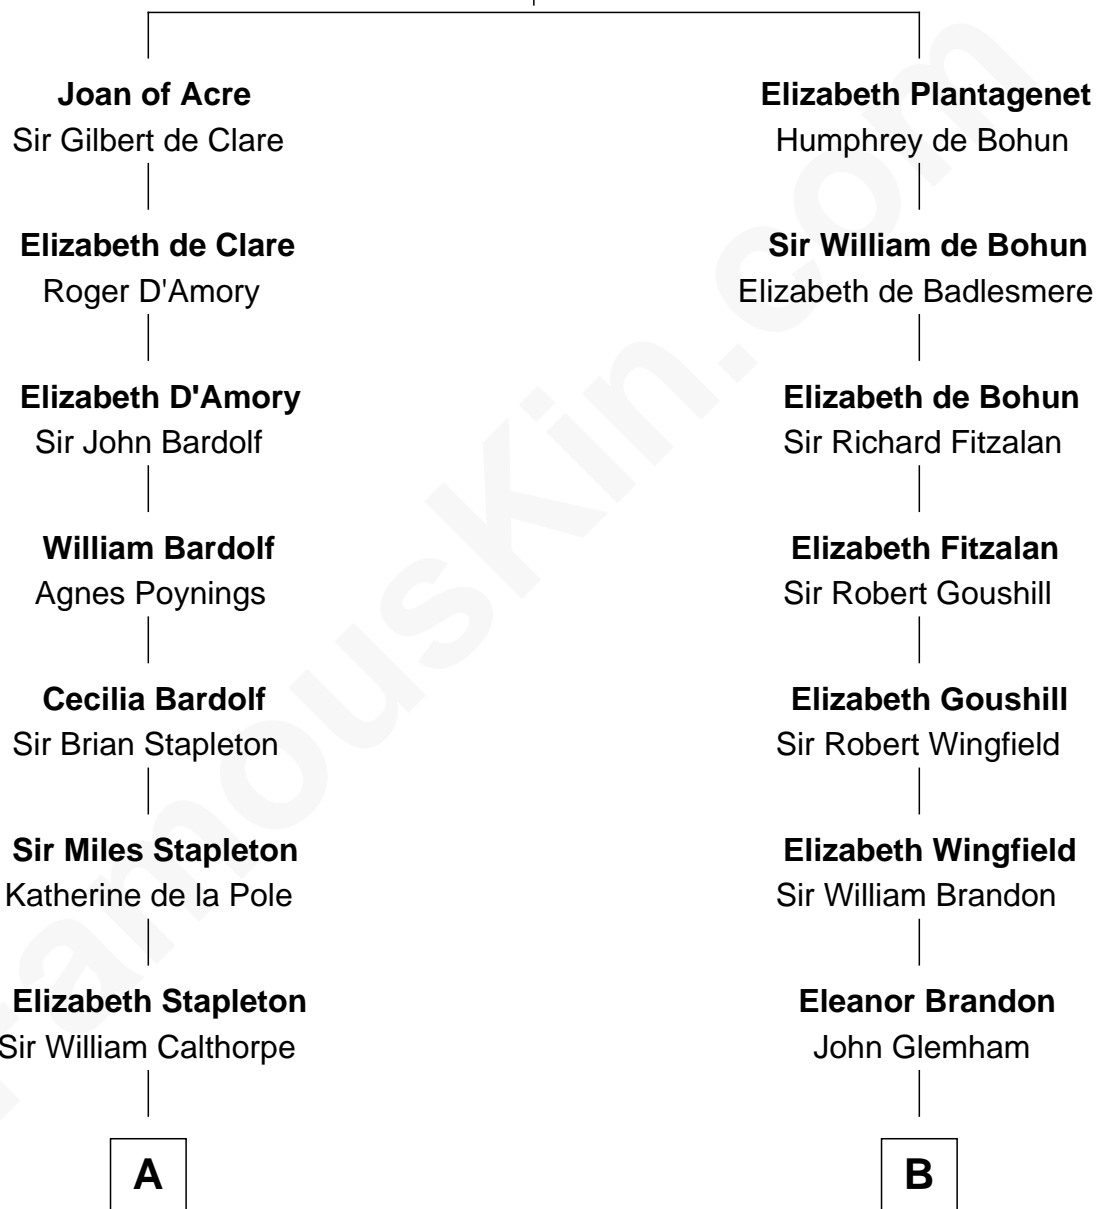 Joan of Acre
Sir Gilbert de Clare
Elizabeth de Clare
Roger D'Amory
Elizabeth D'Amory
Sir John Bardolf
William Bardolf
Agnes Poynings
Cecilia Bardolf
Sir Brian Stapleton
Sir Miles Stapleton
Katherine de la Pole
Elizabeth Stapleton
Sir William Calthorpe
A
Elizabeth Plantagenet
Humphrey de Bohun
Sir William de Bohun
Elizabeth de Badlesmere
Elizabeth de Bohun
Sir Richard Fitzalan
Elizabeth Fitzalan
Sir Robert Goushill
Elizabeth Goushill
Sir Robert Wingfield
Elizabeth Wingfield
Sir William Brandon
Eleanor Brandon
John Glemham
B
FamousKin.com